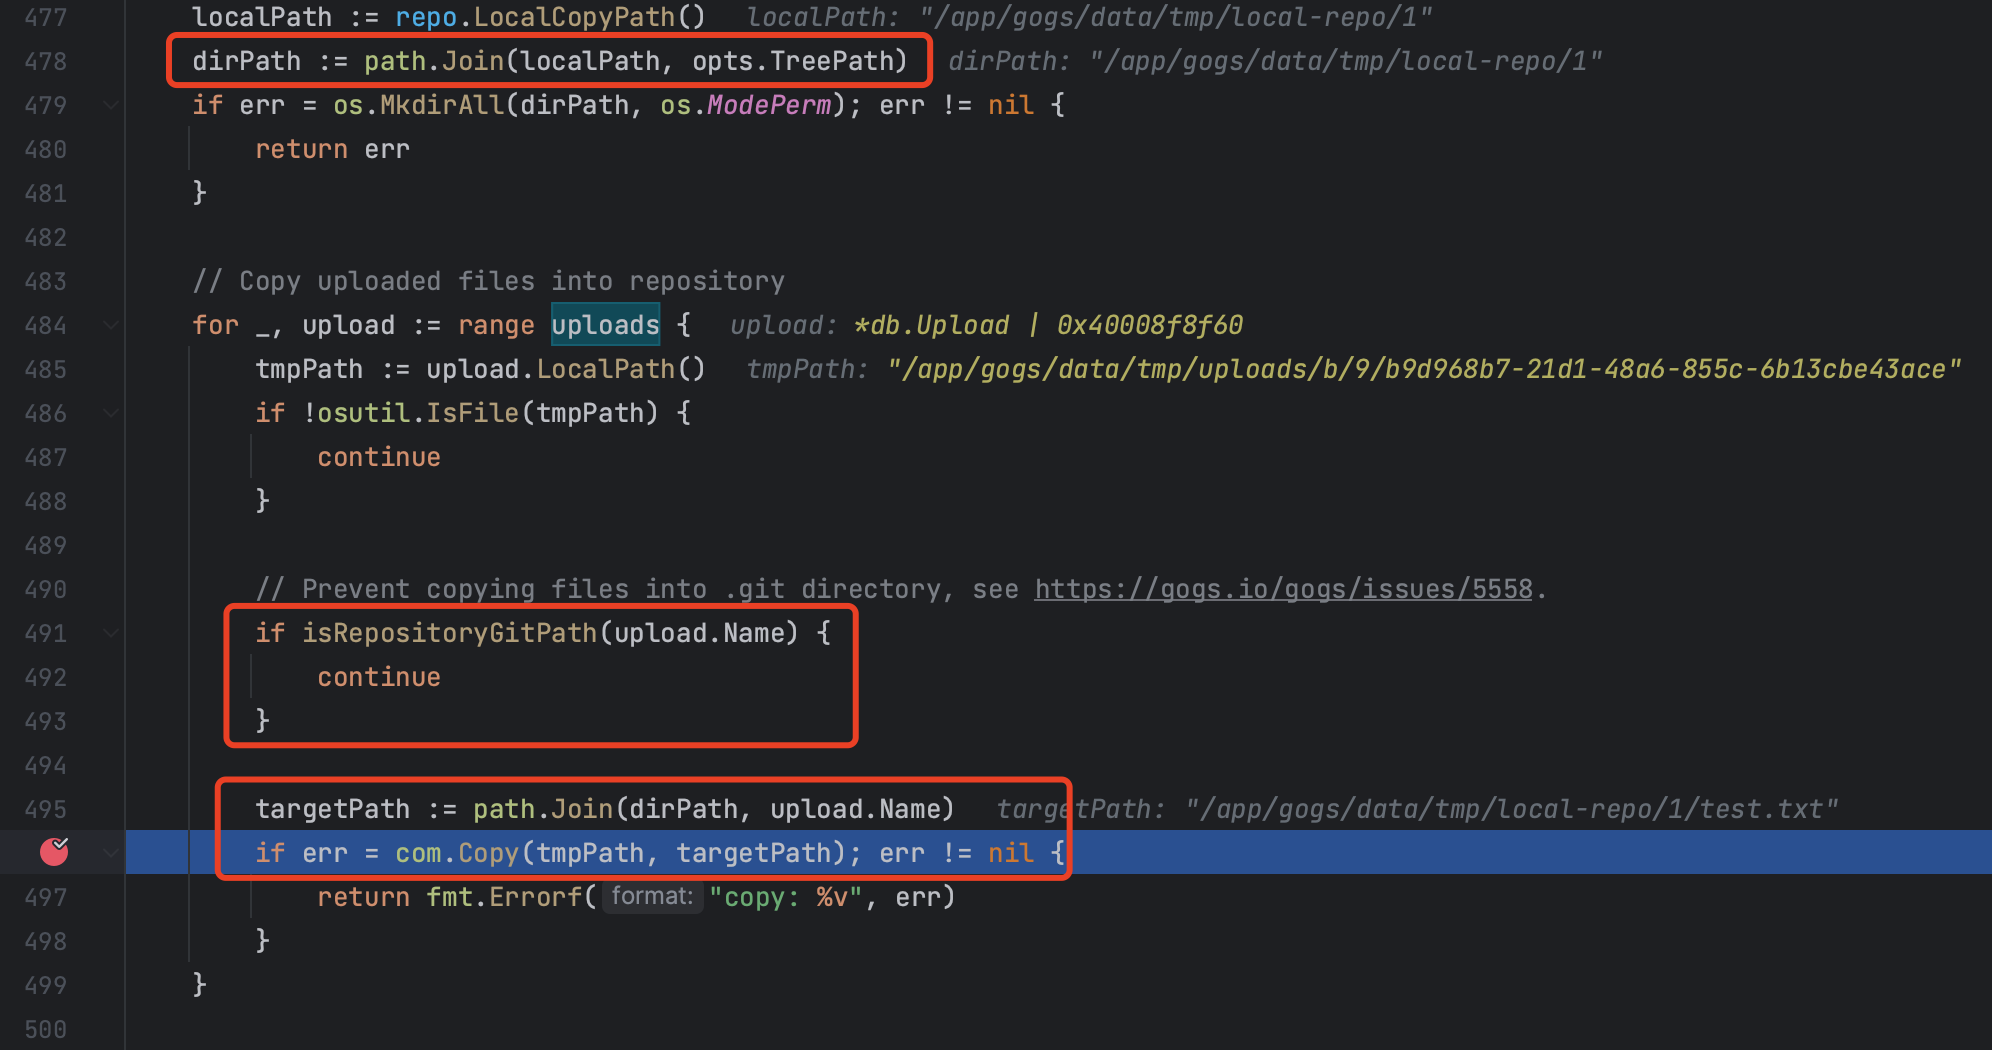 477 localPath := repo.LocalCopyPath() localPath: "/app/gogs/data/tmp/local-repo/1"
478 dirPath := path.Join(localPath, opts.TreePath) dirPath: "/app/gogs/data/tmp/local-repo/1"
479 if err = os.MkdirAll(dirPath, os.ModePerm); err != nil {
480 return err
481 }
482
483 // Copy uploaded files into repository
484 for _, upload := range uploads { upload: *db.Upload | 0x40008f8f60
485 tmpPath := upload.LocalPath() tmpPath: "/app/gogs/data/tmp/uploads/b/9/b9d968b7-21d1-48a6-855c-6b13cbe43ace"
486 if !osutil.IsFile(tmpPath) {
487 continue
488 }
489
490 // Prevent copying files into .git directory, see https://gogs.io/gogs/issues/5558.
491 if isRepositoryGitPath(upload.Name) {
492 continue
493 }
494
495 targetPath := path.Join(dirPath, upload.Name) targetPath: "/app/gogs/data/tmp/local-repo/1/test.txt"
if err = com.Copy(tmpPath, targetPath); err != nil {
497 return fmt.Errorf( format: "copy: %v", err)
498 }
499 }
500